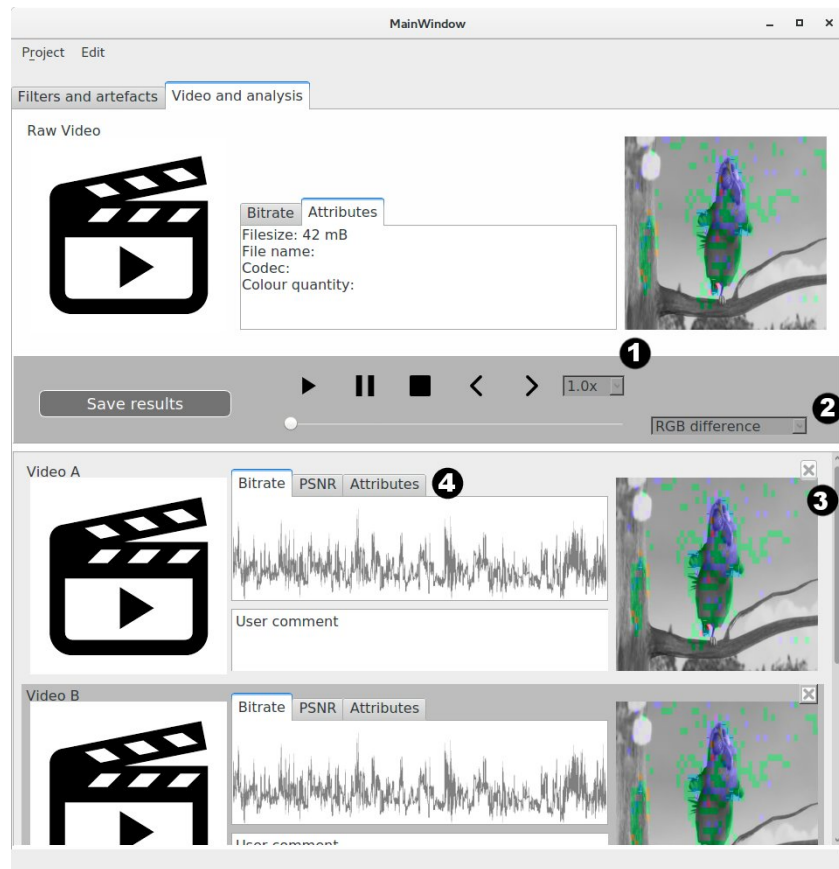 MainWindow
Project Edit
Filters and artefacts Video and analysis
Raw Video
Bitrate Attributes
Filesize: 42 mB
File name:
Codec:
Colour quantity:
1
1.0x
Save results
2
RGB difference
Video A
Bitrate PSNR Attributes 4
3
User comment
Video B
Bitrate PSNR Attributes
User comment